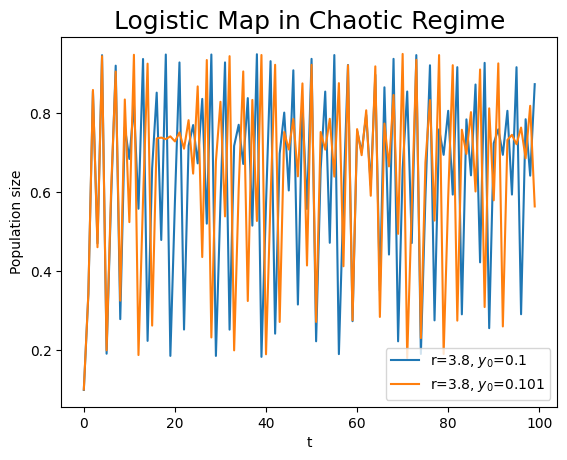 Logistic Map in Chaotic Regime
Population size
0.8
0.6
0.4
0.2
r=3.8, y₀=0.1
r=3.8, y₀=0.101
0 20 40 60 80 100
t